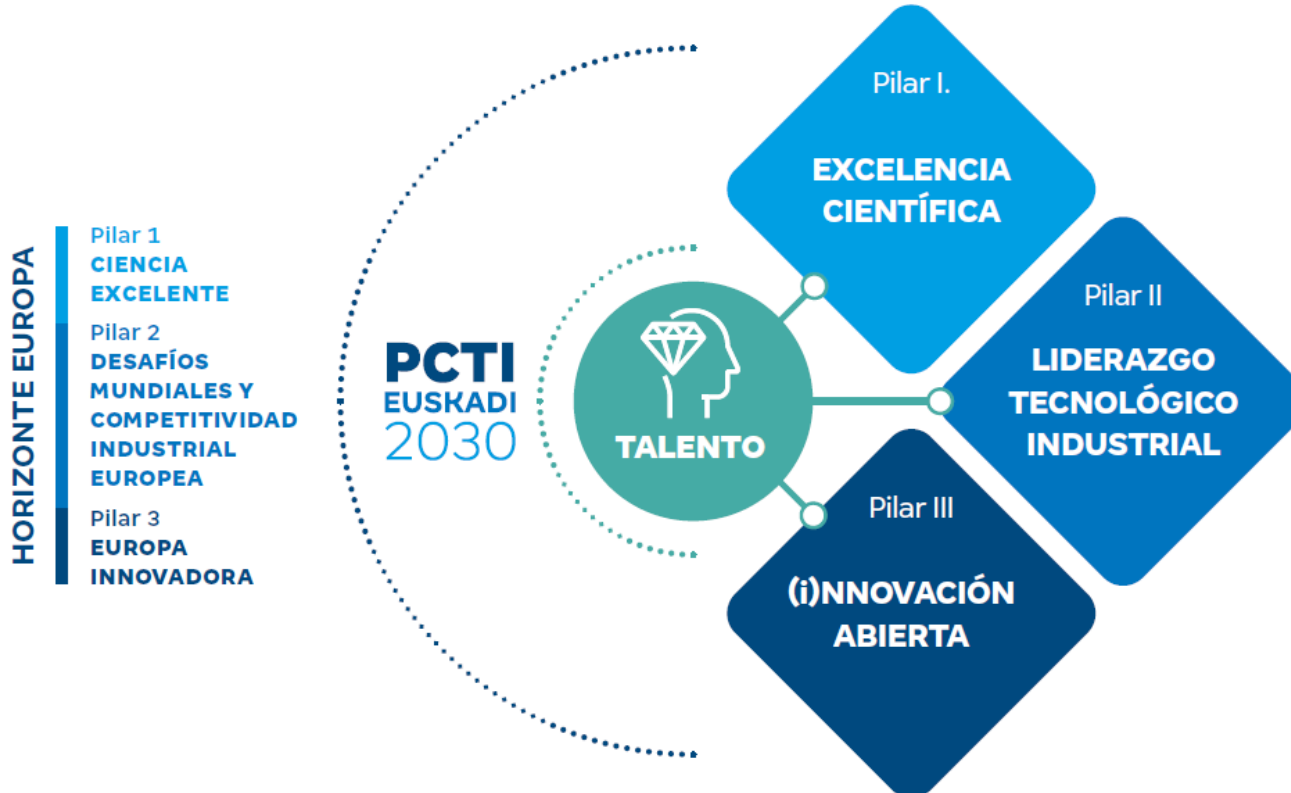 HORIZONTE EUROPA
Pilar 1
CIENCIA
EXCELENTE
Pilar 2
DESAFÍOS
MUNDIALES Y
COMPETITIVIDAD
INDUSTRIAL
EUROPEA
Pilar 3
EUROPA
INNOVADORA
PCTI
EUSKADI
2030
TALENTO
Pilar I.
EXCELENCIA
CIENTÍFICA
Pilar II
LIDERAZGO
TECNOLÓGICO
INDUSTRIAL
Pilar III
(i)NNOVACIÓN
ABIERTA